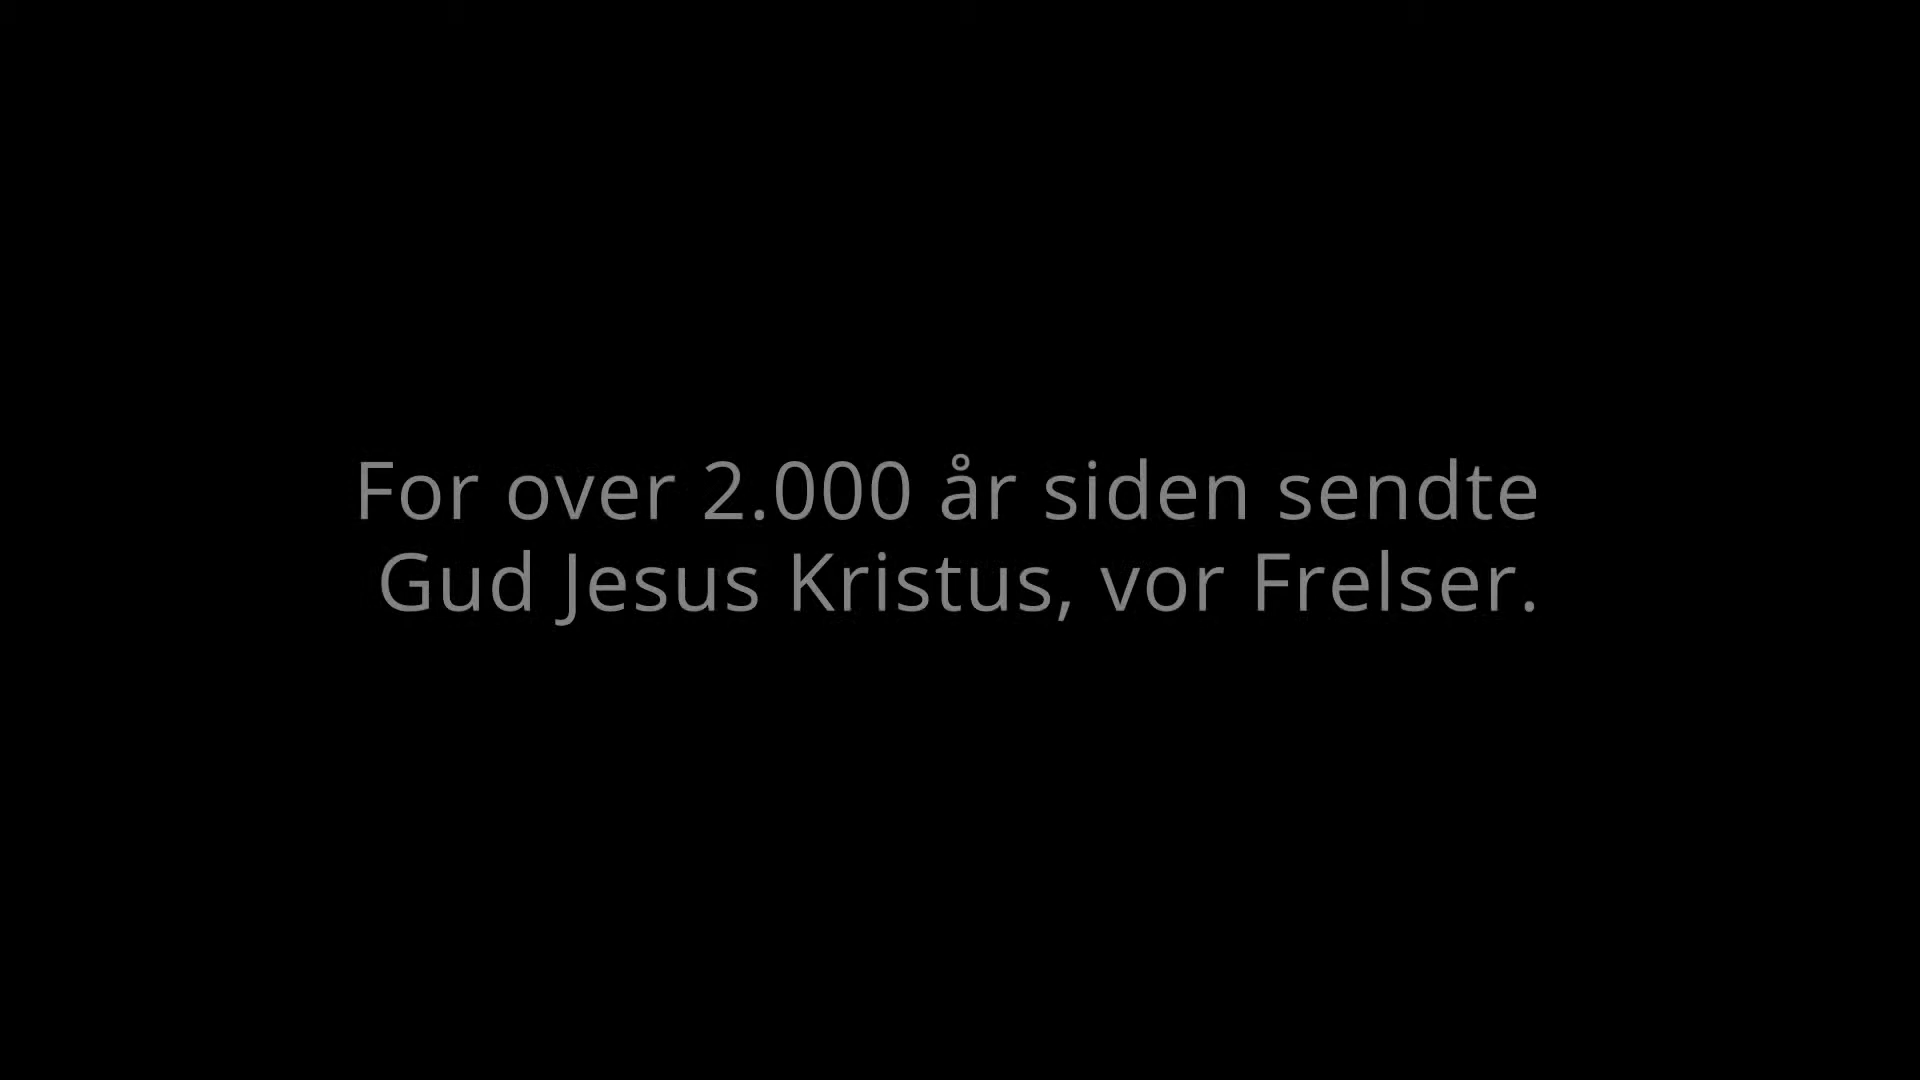 For over 2.000 år siden sendte
Gud Jesus Kristus, vor Frelser.